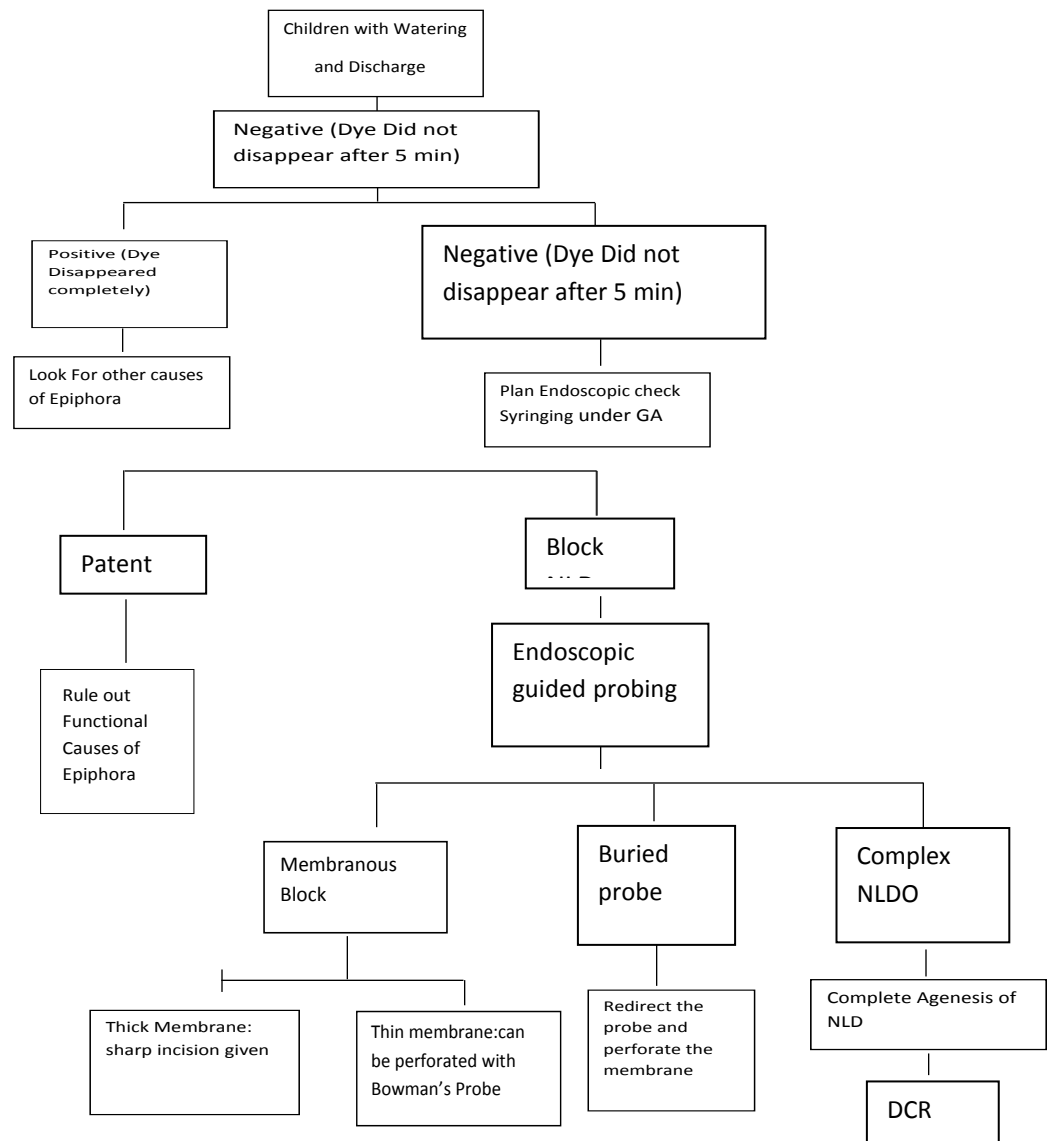 Children with Watering
and Discharge
Negative (Dye Did not
disappear after 5 min)
Positive (Dye
Disappeared
completely)
Negative (Dye Did not
disappear after 5 min)
Look For other causes
of Epiphora
Plan Endoscopic check
Syringing under GA
Patent
Block
Rule out
Functional
Causes of
Epiphora
Endoscopic
guided probing
Membranous
Block
Buried
probe
Complex
NLDO
Thick Membrane:
sharp incision given
Thin membrane:can
be perforated with
Bowman's Probe
Redirect the
probe and
perforate the
membrane
Complete Agenesis of
NLD
DCR